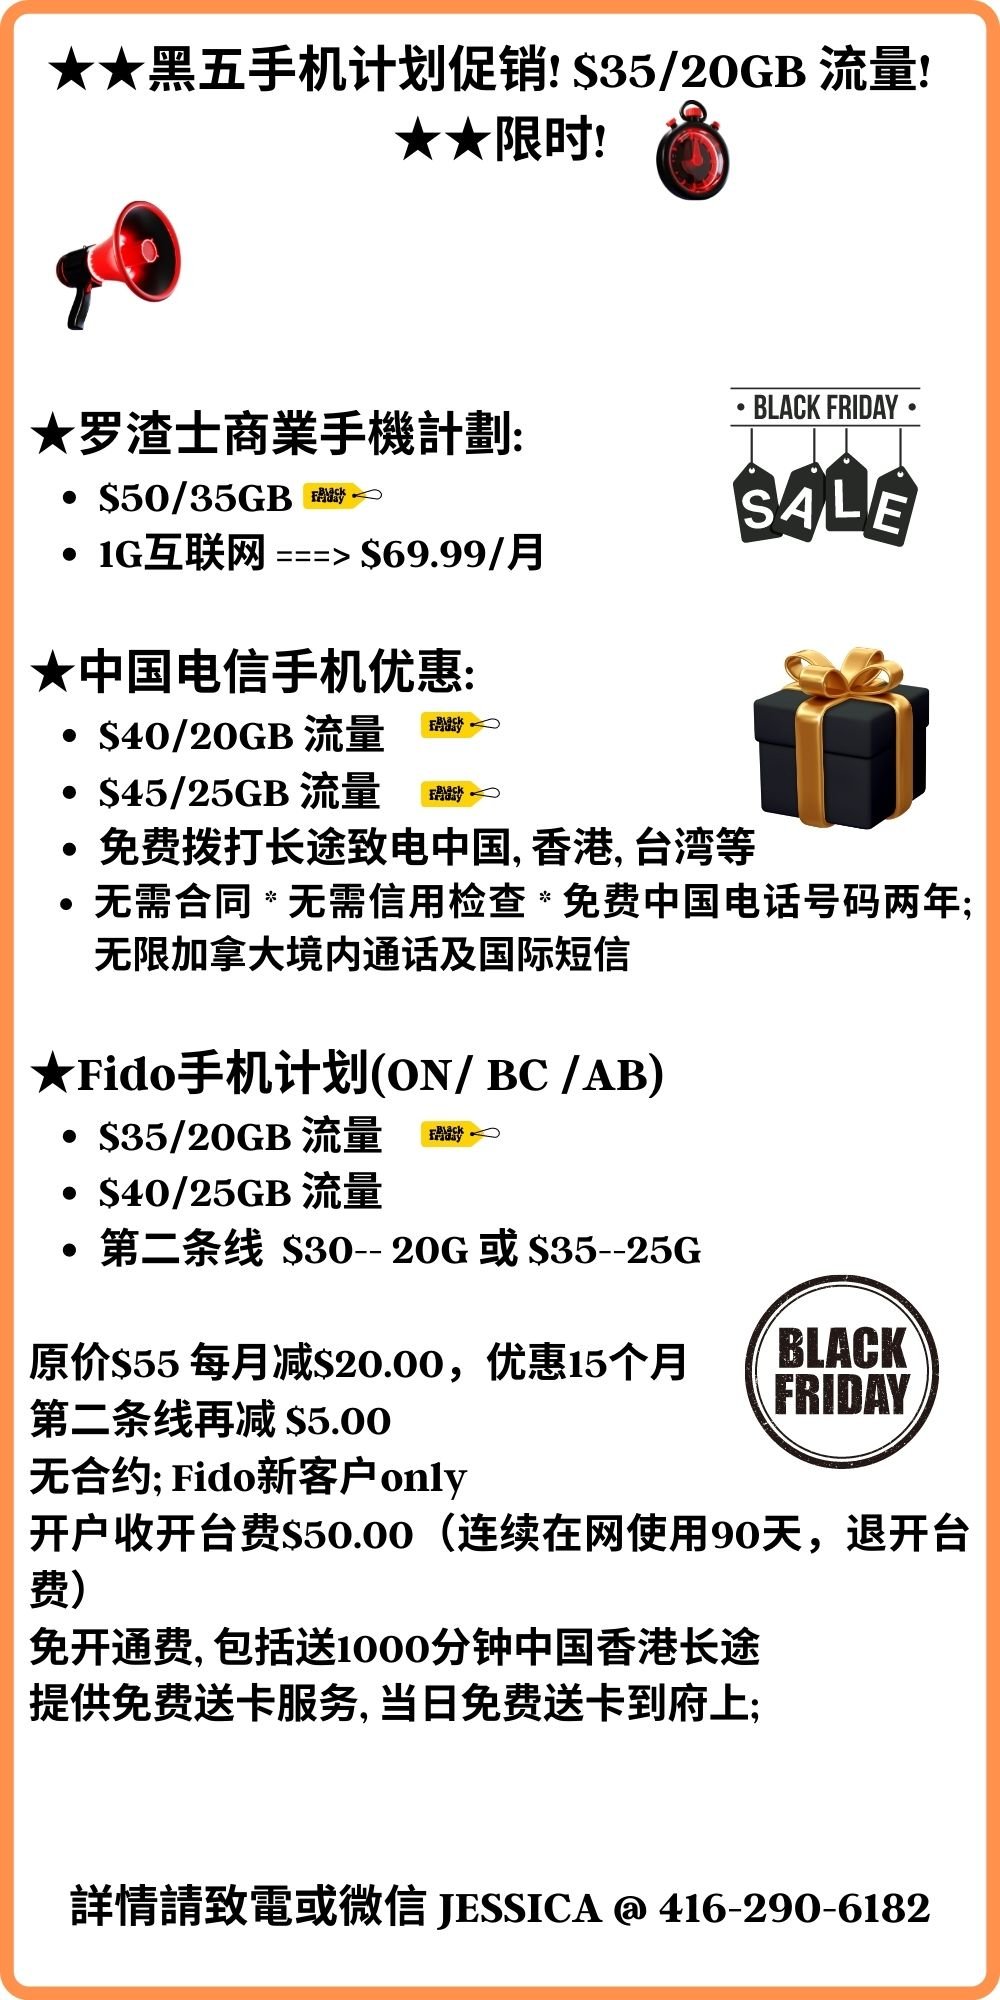 ★★黑五手机计划促销! $35/20GB 流量!
★★限时!
BLACK FRIDAY
SALE
★罗渣士商業手機計劃:
• $50/35GB Black Friday
• 1G互联网 ===> $69.99/月
★中国电信手机优惠:
• $40/20GB 流量 Black Friday
• $45/25GB 流量 Black Friday
• 免费拨打长途致电中国, 香港, 台湾等
• 无需合同 * 无需信用检查 * 免费中国电话号码两年;
无限加拿大境内通话及国际短信
★Fido手机计划(ON/ BC /AB)
• $35/20GB 流量 Black Friday
• $40/25GB 流量
• 第二条线 $30-- 20G 或 $35--25G
原价$55 每月减$20.00，优惠15个月
第二条线再减 $5.00
无合约; Fido新客户only
BLACK
FRIDAY
开户收开台费$50.00（连续在网使用90天，退开台
费）
免开通费, 包括送1000分钟中国香港长途
提供免费送卡服务, 当日免费送卡到府上;
詳情請致電或微信 JESSICA @ 416-290-6182